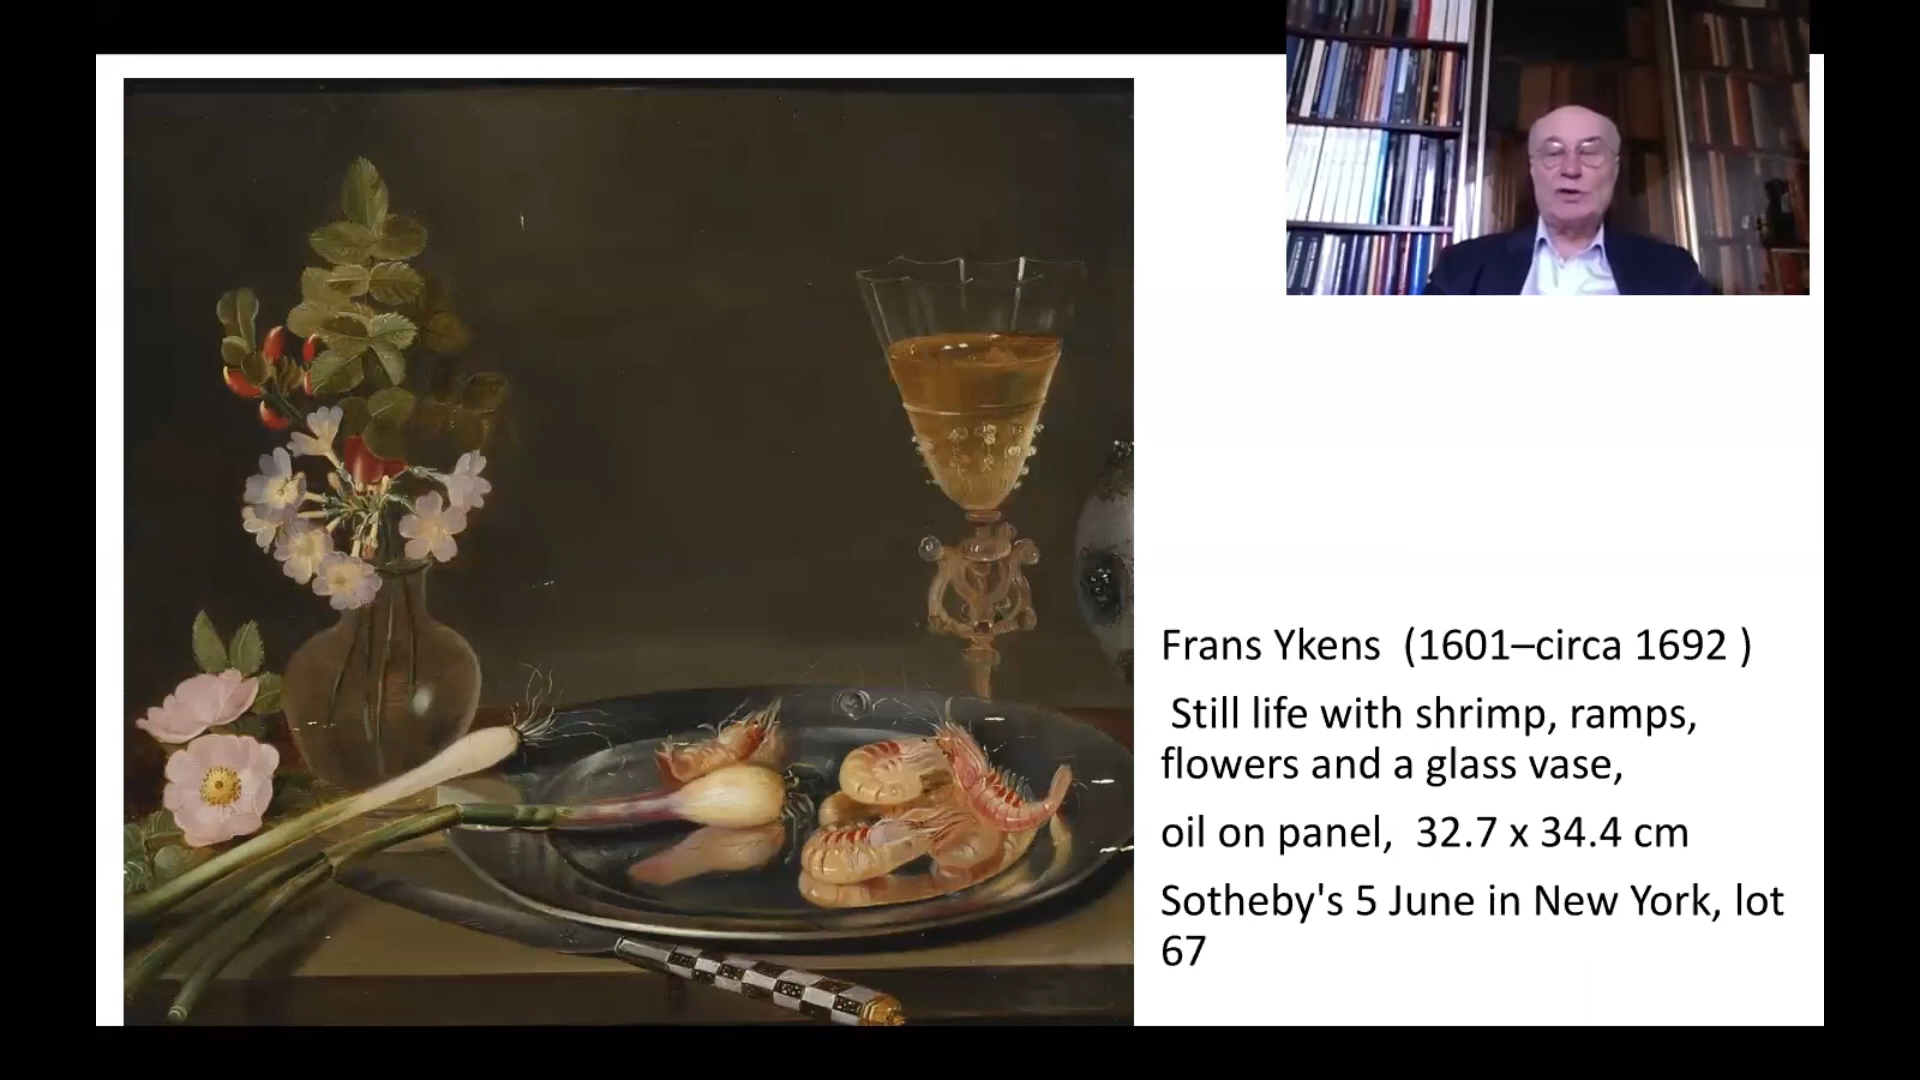 Frans Ykens  (1601–circa 1692 )
Still life with shrimp, ramps,
flowers and a glass vase,
oil on panel,  32.7 x 34.4 cm
Sotheby's 5 June in New York, lot
67